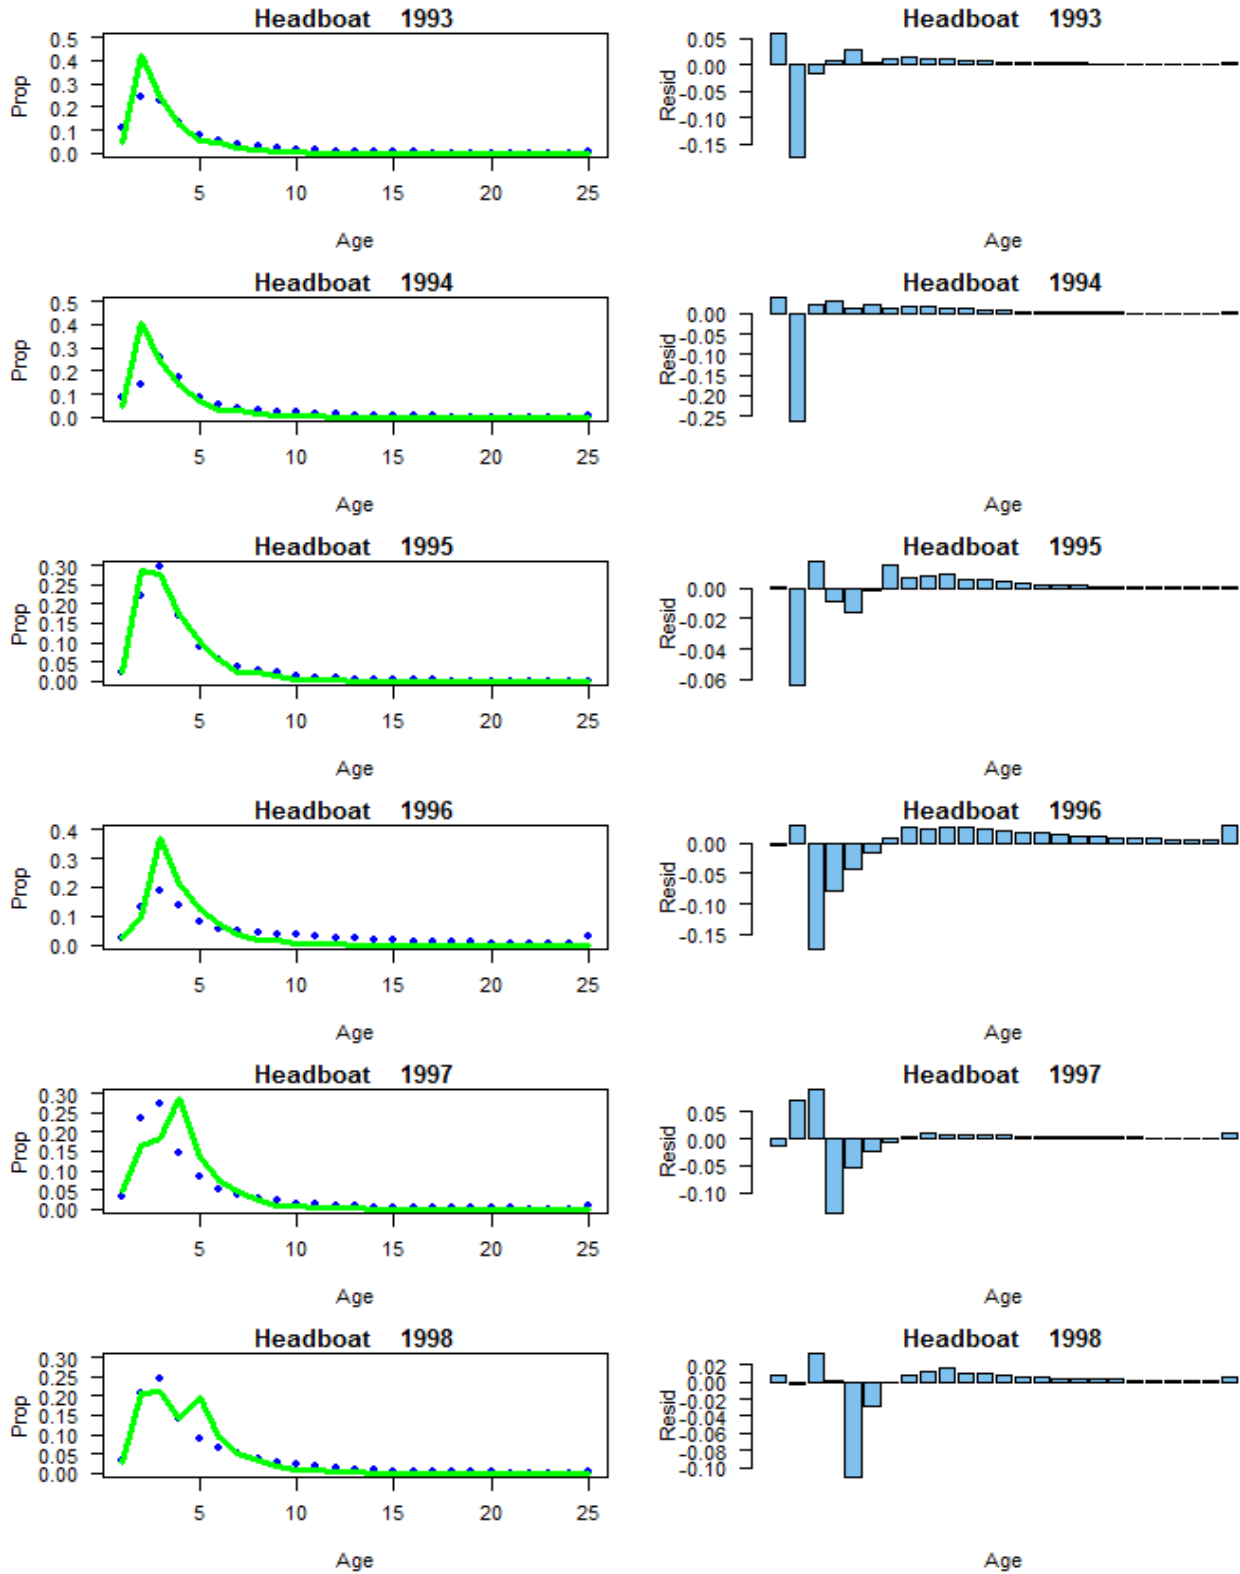 Headboat 1993
Prop
0.5
0.4
0.3
0.2
0.1
0.0
5 10 15 20 25
Age
Headboat 1993
Resid
0.05
0.00
-0.05
-0.10
-0.15
Age
Headboat 1994
Prop
0.5
0.4
0.3
0.2
0.1
0.0
5 10 15 20 25
Age
Headboat 1994
Resid
0.00
-0.05
-0.10
-0.15
-0.20
-0.25
Age
Headboat 1995
Prop
0.30
0.25
0.20
0.15
0.10
0.05
0.00
5 10 15 20 25
Age
Headboat 1995
Resid
0.00
-0.02
-0.04
-0.06
Age
Headboat 1996
Prop
0.4
0.3
0.2
0.1
0.0
5 10 15 20 25
Age
Headboat 1996
Resid
0.00
-0.05
-0.10
-0.15
Age
Headboat 1997
Prop
0.30
0.25
0.20
0.15
0.10
0.05
0.00
5 10 15 20 25
Age
Headboat 1997
Resid
0.05
0.00
-0.05
-0.10
Age
Headboat 1998
Prop
0.30
0.25
0.20
0.15
0.10
0.05
0.00
5 10 15 20 25
Age
Headboat 1998
Resid
0.02
0.00
-0.02
-0.04
-0.06
-0.08
-0.10
Age